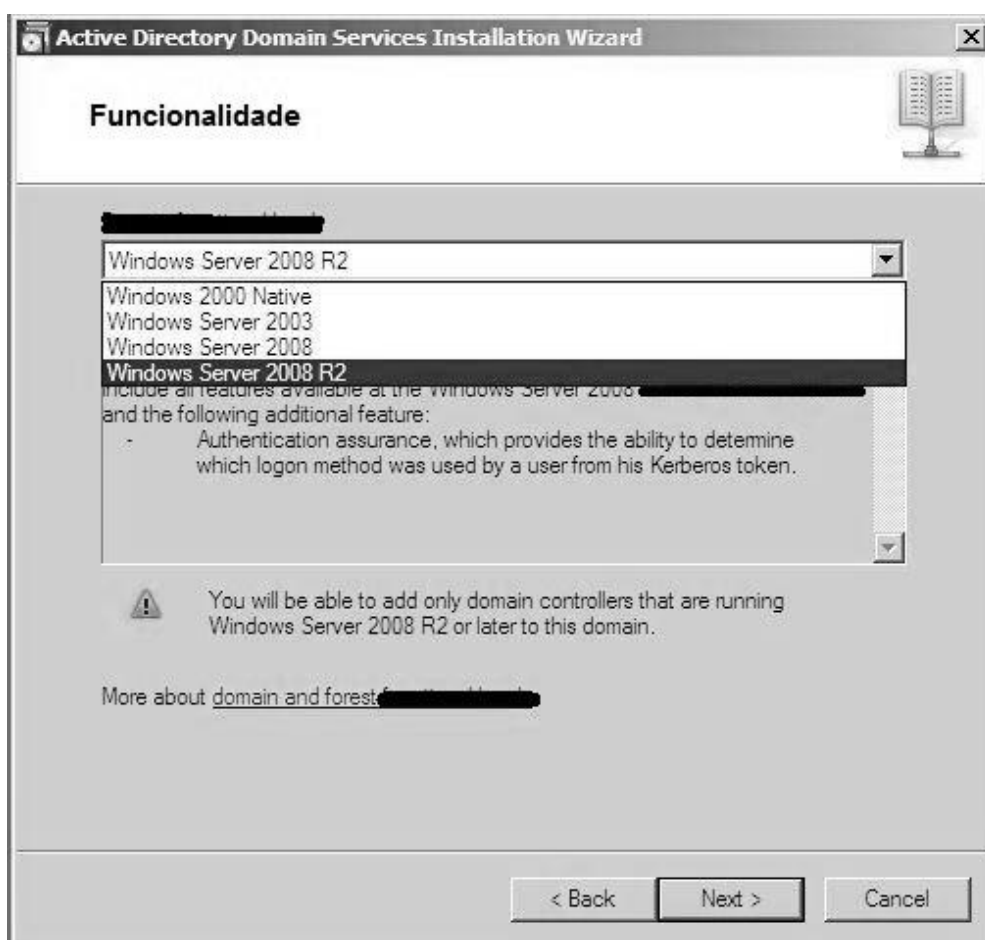 Active Directory Domain Services Installation Wizard
Funcionalidade
Windows Server 2008 R2
Windows 2000 Native
Windows Server 2003
Windows Server 2008
Windows Server 2008 R2
include all features available at the Windows Server 2008
and the following additional feature:
- Authentication assurance, which provides the ability to determine
which logon method was used by a user from his Kerberos token.
You will be able to add only domain controllers that are running
Windows Server 2008 R2 or later to this domain.
More about domain and forest
< Back Next > Cancel